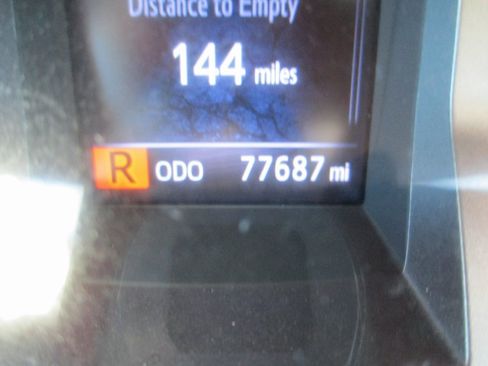 Distance to Empty
144 miles
R ODO 77687 mi